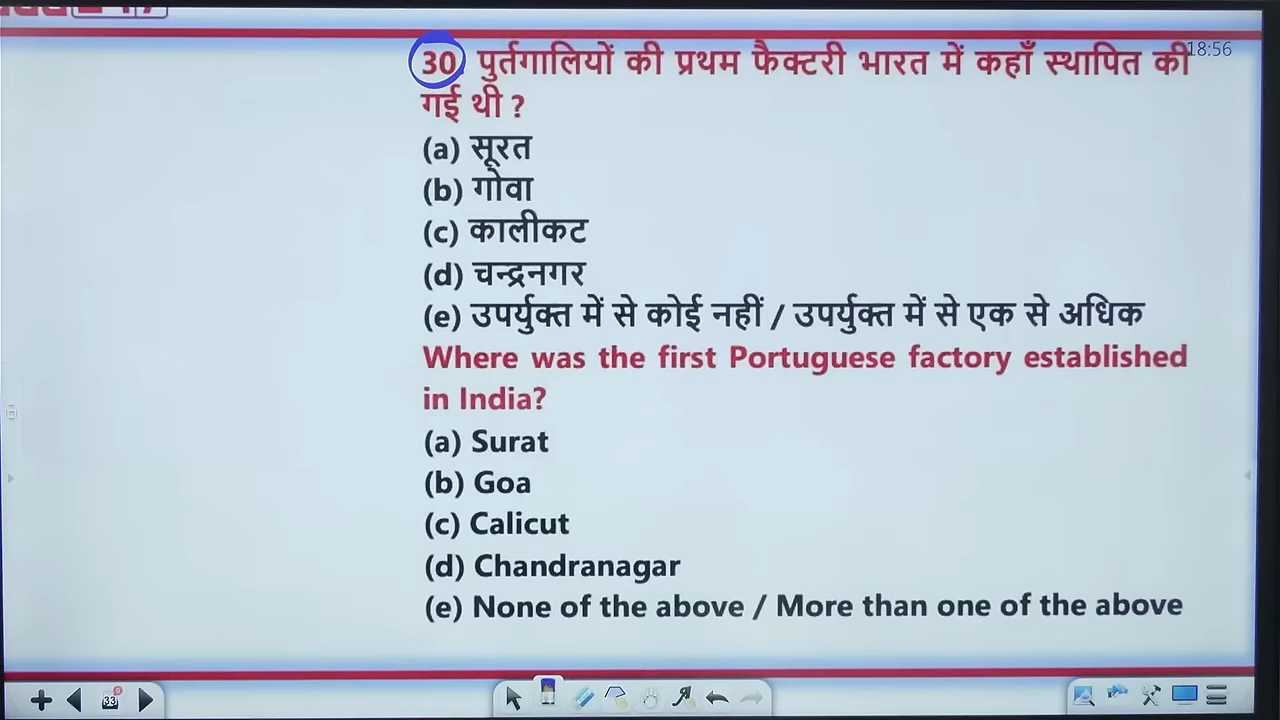 18:56
30 पुर्तगालियों की प्रथम फैक्टरी भारत में कहाँ स्थापित की
गई थी ?
(a) सूरत
(b) गोवा
(c) कालीकट
(d) चन्द्रनगर
(e) उपर्युक्त में से कोई नहीं / उपर्युक्त में से एक से अधिक
Where was the first Portuguese factory established
in India?
(a) Surat
(b) Goa
(c) Calicut
(d) Chandranagar
(e) None of the above / More than one of the above
33